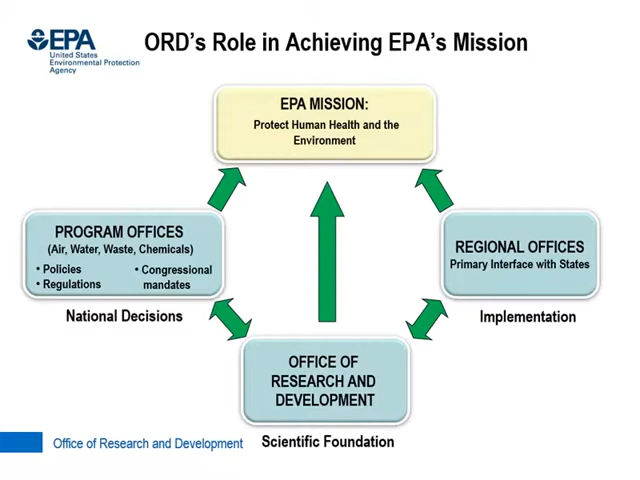 EPA
United States
Environmental Protection
Agency
ORD's Role in Achieving EPA's Mission
EPA MISSION:
Protect Human Health and the
Environment
PROGRAM OFFICES
(Air, Water, Waste, Chemicals)
• Policies
• Regulations
• Congressional
mandates
National Decisions
REGIONAL OFFICES
Primary Interface with States
Implementation
OFFICE OF
RESEARCH AND
DEVELOPMENT
Scientific Foundation
Office of Research and Development